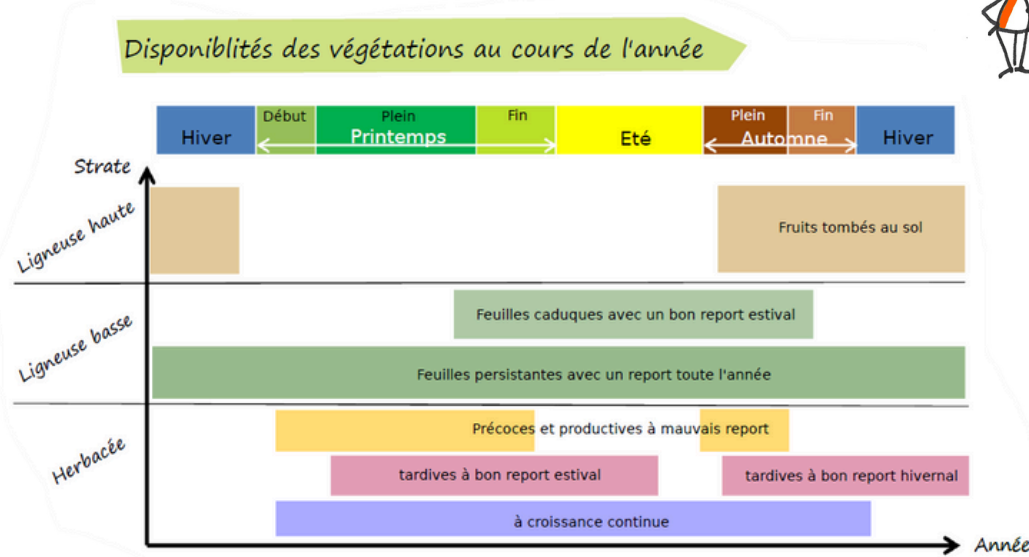 Disponiblités des végétations au cours de l'année
Hiver
Début
Plein
Printemps
Fin
Eté
Plein
Fin
Automne
Hiver
Strate
Ligneuse haute
Fruits tombés au sol
Ligneuse basse
Feuilles caduques avec un bon report estival
Feuilles persistantes avec un report toute l'année
Herbacée
Précoces et productives à mauvais report
tardives à bon report estival
tardives à bon report hivernal
à croissance continue
Année